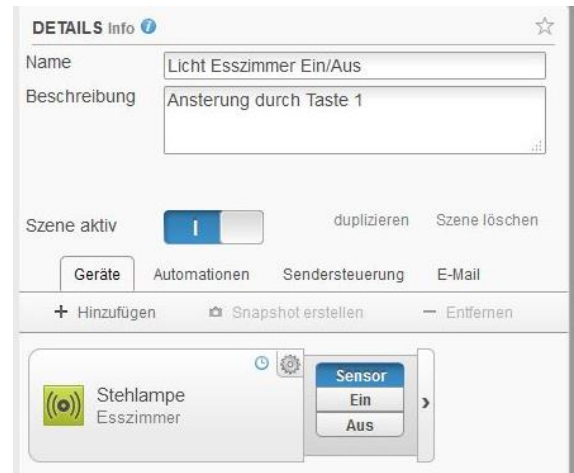 DETAILS Info i
Name
Licht Esszimmer Ein/Aus
Beschreibung
Ansterung durch Taste 1
Szene aktiv
duplizieren Szene löschen
Geräte Automationen Sendersteuerung E-Mail
+ Hinzufügen Snapshot erstellen − Entfernen
Stehlampe
Esszimmer
Sensor
Ein
Aus